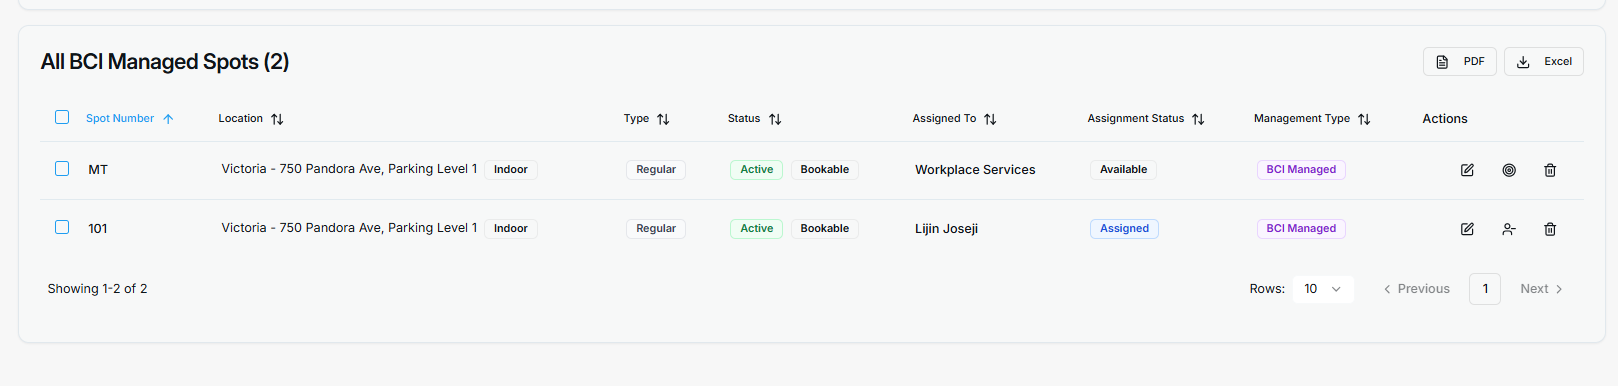 All BCI Managed Spots (2)
PDF Excel
Spot Number Location Type Status Assigned To Assignment Status Management Type Actions
MT Victoria - 750 Pandora Ave, Parking Level 1 Indoor Regular Active Bookable Workplace Services Available BCI Managed
101 Victoria - 750 Pandora Ave, Parking Level 1 Indoor Regular Active Bookable Lijin Joseji Assigned BCI Managed
Showing 1-2 of 2 Rows: 10 Previous 1 Next